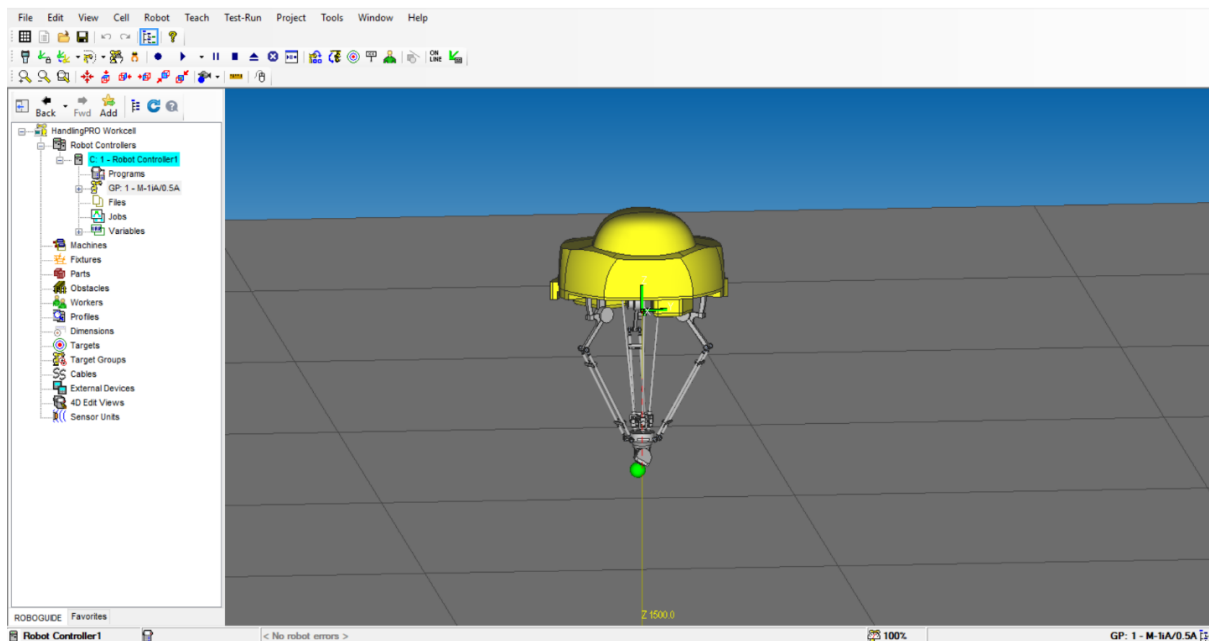 File Edit View Cell Robot Teach Test-Run Project Tools Window Help
ON
LINE
Back Fwd Add
HandlingPRO Workcell
Robot Controllers
C: 1 - Robot Controller1
Programs
GP: 1 - M-1iA/0.5A
Files
Jobs
Variables
Machines
Fixtures
Parts
Obstacles
Workers
Profiles
Dimensions
Targets
Target Groups
Cables
External Devices
4D Edit Views
Sensor Units
Z 1500.0
ROBOGUIDE Favorites
Robot Controller1 < No robot errors > 100% GP: 1 - M-1iA/0.5A